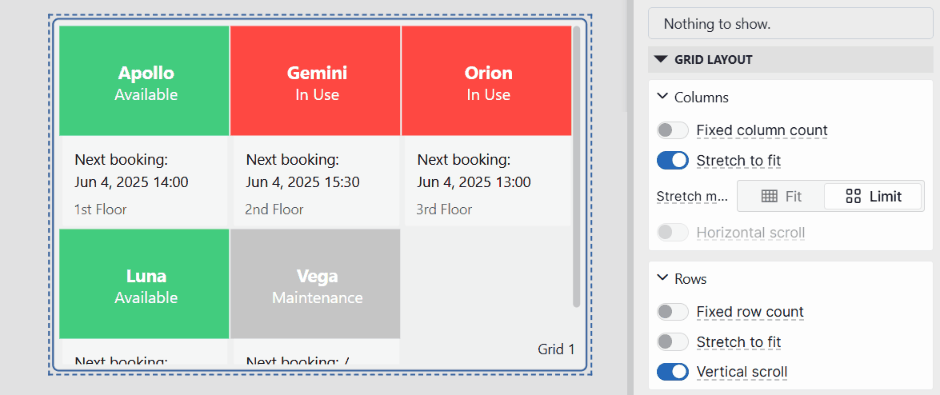 Apollo
Available
Gemini
In Use
Orion
In Use
Next booking:
Jun 4, 2025 14:00
1st Floor
Next booking:
Jun 4, 2025 15:30
2nd Floor
Next booking:
Jun 4, 2025 13:00
3rd Floor
Luna
Available
Vega
Maintenance
Next booking:
Next booking: /
Grid 1
Nothing to show.
GRID LAYOUT
Columns
Fixed column count
Stretch to fit
Stretch m...
Fit
Limit
Horizontal scroll
Rows
Fixed row count
Stretch to fit
Vertical scroll